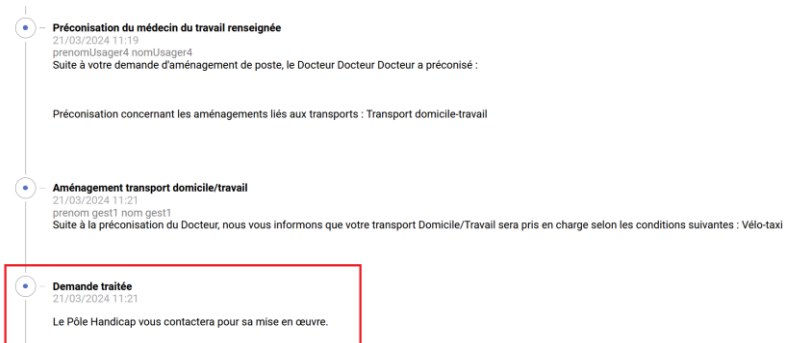 Préconisation du médecin du travail renseignée
21/03/2024 11:19
prenomUsager4 nomUsager4
Suite à votre demande d'aménagement de poste, le Docteur Docteur Docteur a préconisé :
Préconisation concernant les aménagements liés aux transports : Transport domicile-travail
Aménagement transport domicile/travail
21/03/2024 11:21
prenom gest1 nom gest1
Suite à la préconisation du Docteur, nous vous informons que votre transport Domicile/Travail sera pris en charge selon les conditions suivantes : Vélo-taxi
Demande traitée
21/03/2024 11:21
Le Pôle Handicap vous contactera pour sa mise en œuvre.